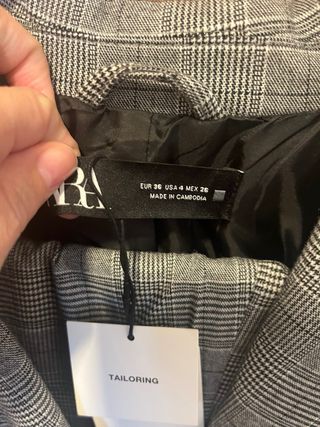 EUR 36 USA 4 MEX 26
MADE IN CAMBODIA
TAILORING